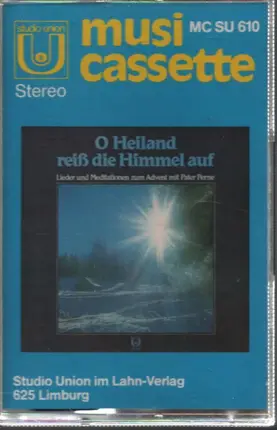 studio union
musi
cassette
MC SU 610
Stereo
O Heiland
reiß die Himmel auf
Lieder und Meditationen zum Advent mit Pater Perne
Studio Union im Lahn-Verlag
625 Limburg